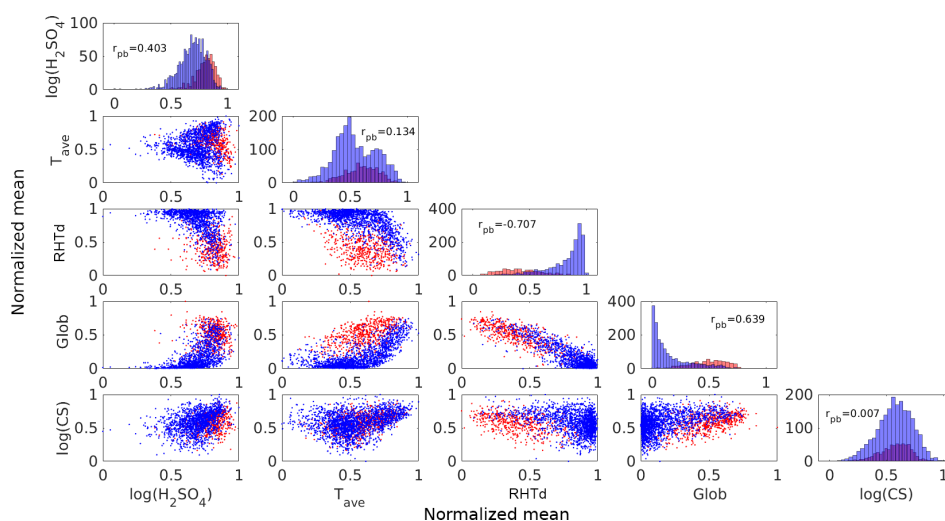 log(H2SO4)
100
50
0
rpb=0.403
0 0.5 1
Tave
1
0.5
0
200
100
0
rpb=0.134
0 0.5 1
0 0.5 1
RHTd
1
0.5
0
400
200
0
rpb=-0.707
0 0.5 1
0 0.5 1
0 0.5 1
Glob
1
0.5
0
400
200
0
rpb=0.639
0 0.5 1
0 0.5 1
0 0.5 1
0 0.5 1
log(CS)
1
0.5
0
200
100
0
rpb=0.007
0 0.5 1
0 0.5 1
0 0.5 1
0 0.5 1
0 0.5 1
log(H2SO4) Tave RHTd Glob log(CS)
Normalized mean
Normalized mean